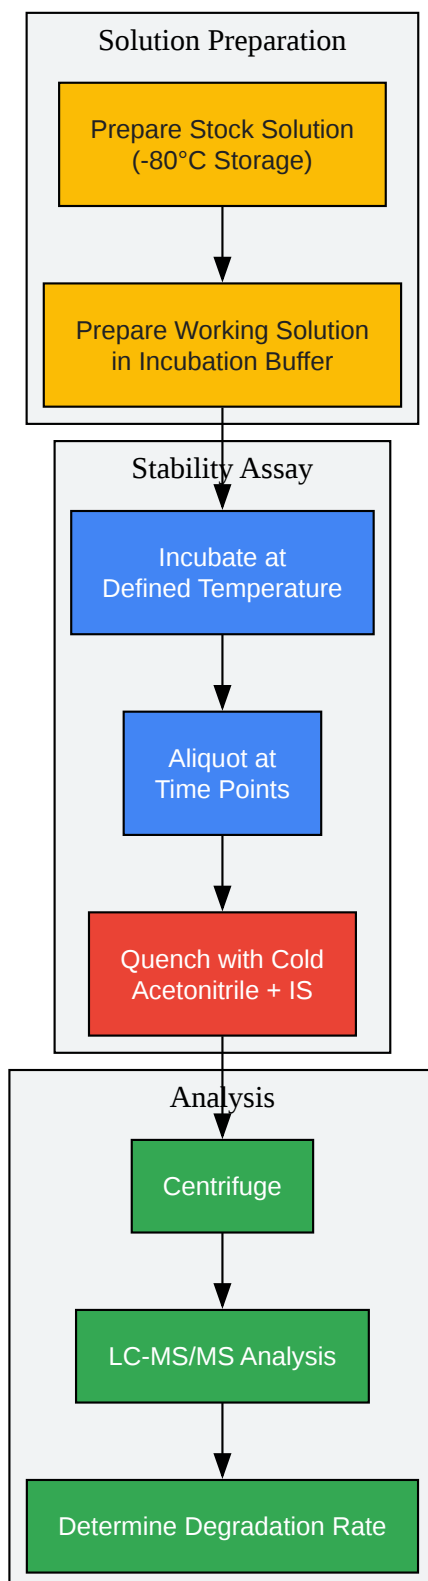 Solution Preparation
Prepare Stock Solution
(-80°C Storage)
Prepare Working Solution
in Incubation Buffer
Stability Assay
Incubate at
Defined Temperature
Aliquot at
Time Points
Quench with Cold
Acetonitrile + IS
Analysis
Centrifuge
LC-MS/MS Analysis
Determine Degradation Rate